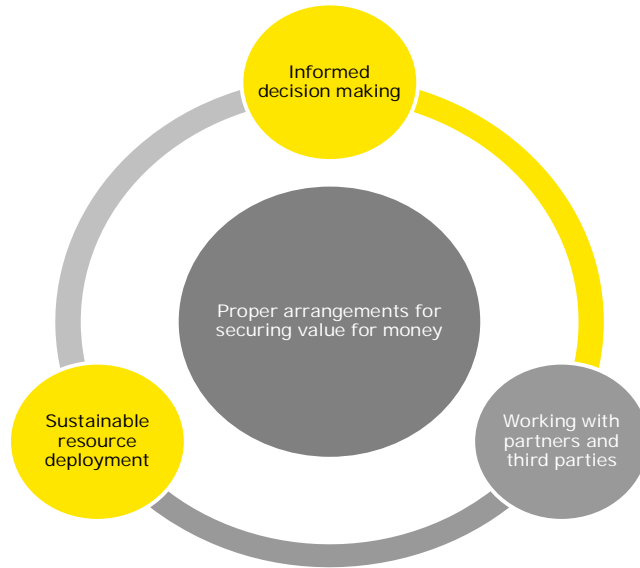 Informed
decision making
Proper arrangements for
securing value for money
Sustainable
resource
deployment
Working with
partners and
third parties